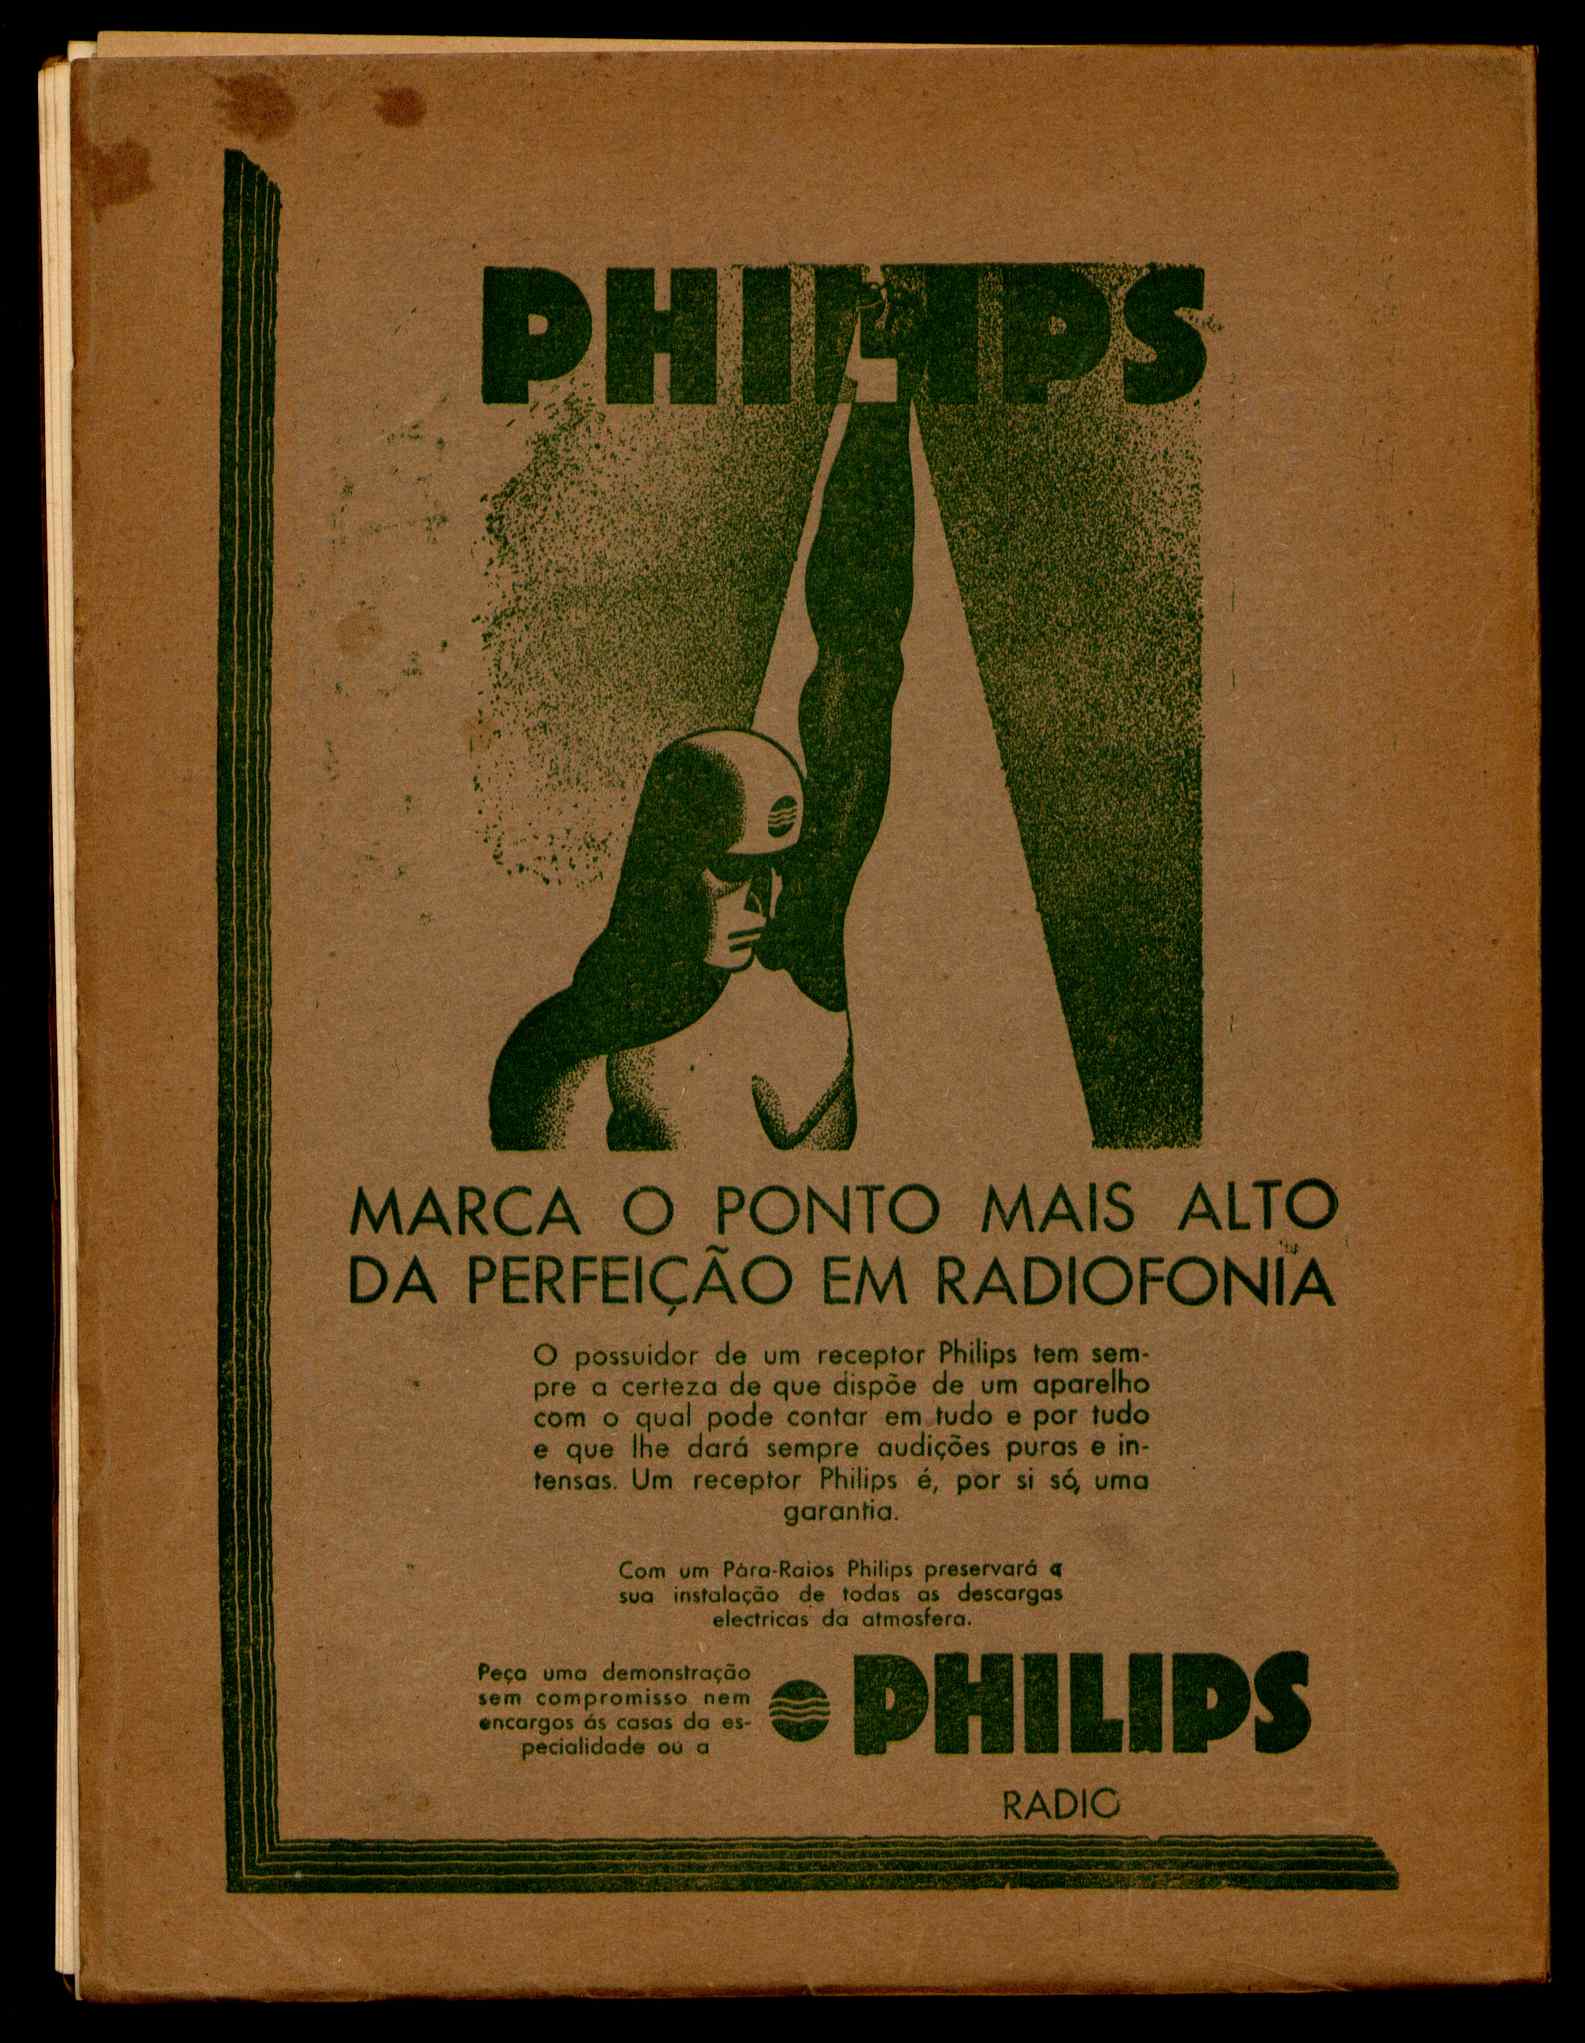 PHILIPS
MARCA O PONTO MAIS ALTO
DA PERFEIÇÃO EM RADIOFONIA
O possuidor de um receptor Philips tem sem-
pre a certeza de que dispõe de um aparelho
com o qual pode contar em tudo e por tudo
e que lhe dará sempre audições puras e in-
tensas. Um receptor Philips é, por si só, uma
garantia.
Com um Pára-Raios Philips preservará a
sua instalação de todas as descargas
electricas da atmosfera.
Peça uma demonstração
sem compromisso nem
encargos ás casas da es-
pecialidade ou a
PHILIPS
RADIO